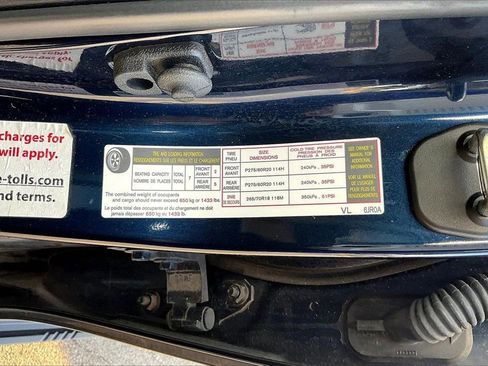 charges for
will apply.
e-tolls.com
nd terms.
TIRE AND LOADING INFORMATION
RENSEIGNEMENTS SUR LES PNEUS ET LE CHARGEMENT
SEATING CAPACITY TOTAL 7 FRONT AVANT 2
NOMBRE DE PLACES TOTAL REAR ARRIÈRE 5
The combined weight of occupants
and cargo should never exceed 650 kg or 1433 lb.
Le poids total des occupants et du chargement ne doit
jamais dépasser 650 kg or 1433 lb.
TIRE PNEU SIZE DIMENSIONS COLD TIRE PRESSURE PRESSION DES PNEUS À FROID
FRONT AVANT P275/60R20 114H 240kPa, 35PSI
REAR ARRIÈRE P275/60R20 114H 240kPa, 35PSI
SPARE DE SECOURS 265/70R18 116M 350kPa, 51PSI
SEE OWNER'S
MANUAL FOR
ADDITIONAL
INFORMATION
VOIR LE MANUEL
DE L'USAGER
POUR PLUS DE
RENSEIGNEMENTS
VL 6JR0A